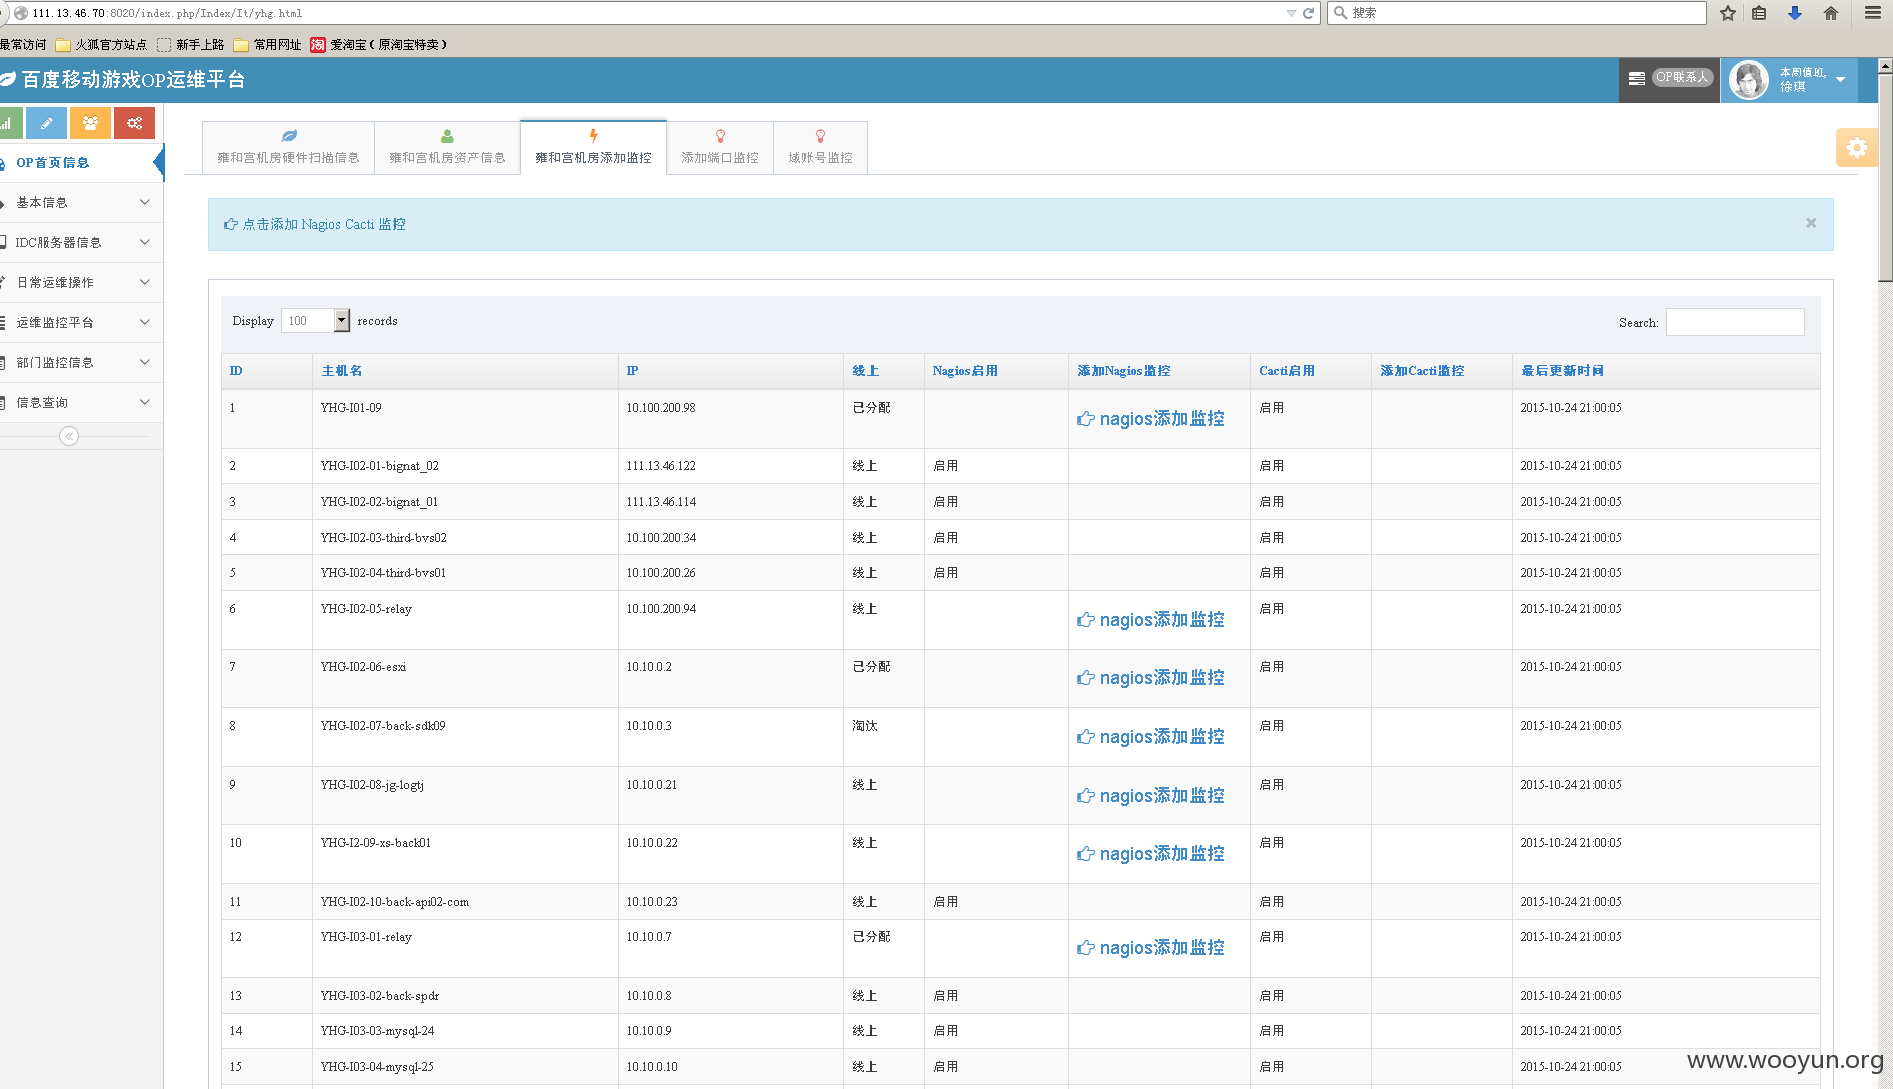 111.13.46.70:8020/index.php/Index/It/yhg.html 搜索
最常访问 火狐官方站点 新手上路 常用网址 淘 爱淘宝（原淘宝特卖）
百度移动游戏OP运维平台 OP联系人 本周值班,
徐琪
OP首页信息
基本信息
IDC服务器信息
日常运维操作
运维监控平台
部门监控信息
信息查询
雍和宫机房硬件扫描信息 雍和宫机房资产信息 雍和宫机房添加监控 添加端口监控 域账号监控
点击添加 Nagios Cacti 监控 ×
Display 100 records Search:
ID 主机名 IP 线上 Nagios启用 添加Nagios监控 Cacti启用 添加Cacti监控 最后更新时间
1 YHG-I01-09 10.100.200.98 已分配 nagios添加监控 启用 2015-10-24 21:00:05
2 YHG-I02-01-bignat_02 111.13.46.122 线上 启用 启用 2015-10-24 21:00:05
3 YHG-I02-02-bignat_01 111.13.46.114 线上 启用 启用 2015-10-24 21:00:05
4 YHG-I02-03-third-bvs02 10.100.200.34 线上 启用 启用 2015-10-24 21:00:05
5 YHG-I02-04-third-bvs01 10.100.200.26 线上 启用 启用 2015-10-24 21:00:05
6 YHG-I02-05-relay 10.100.200.94 线上 nagios添加监控 启用 2015-10-24 21:00:05
7 YHG-I02-06-esxi 10.10.0.2 已分配 nagios添加监控 启用 2015-10-24 21:00:05
8 YHG-I02-07-back-sdk09 10.10.0.3 淘汰 nagios添加监控 启用 2015-10-24 21:00:05
9 YHG-I02-08-jg-logtj 10.10.0.21 线上 nagios添加监控 启用 2015-10-24 21:00:05
10 YHG-I2-09-xs-back01 10.10.0.22 线上 nagios添加监控 启用 2015-10-24 21:00:05
11 YHG-I02-10-back-api02-com 10.10.0.23 线上 启用 启用 2015-10-24 21:00:05
12 YHG-I03-01-relay 10.10.0.7 已分配 nagios添加监控 启用 2015-10-24 21:00:05
13 YHG-I03-02-back-spdr 10.10.0.8 线上 启用 启用 2015-10-24 21:00:05
14 YHG-I03-03-mysql-24 10.10.0.9 线上 启用 启用 2015-10-24 21:00:05
15 YHG-I03-04-mysql-25 10.10.0.10 线上 启用 启用 2015-10-24 21:00:05
www.wooyun.org